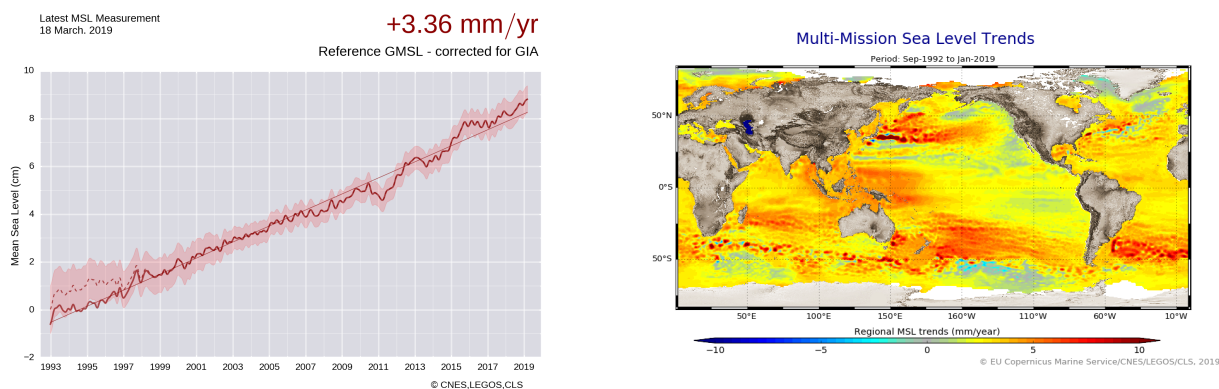 Latest MSL Measurement
18 March. 2019
+3.36 mm/yr
Reference GMSL - corrected for GIA
Mean Sea Level (cm)
10
8
6
4
2
0
−2
1993 1995 1997 1999 2001 2003 2005 2007 2009 2011 2013 2015 2017 2019
© CNES,LEGOS,CLS
Multi-Mission Sea Level Trends
Period: Sep-1992 to Jan-2019
50°N
0°S
50°S
50°E 100°E 150°E 160°W 110°W 60°W 10°W
Regional MSL trends (mm/year)
−10 −5 0 5 10
© EU Copernicus Marine Service/CNES/LEGOS/CLS, 2019